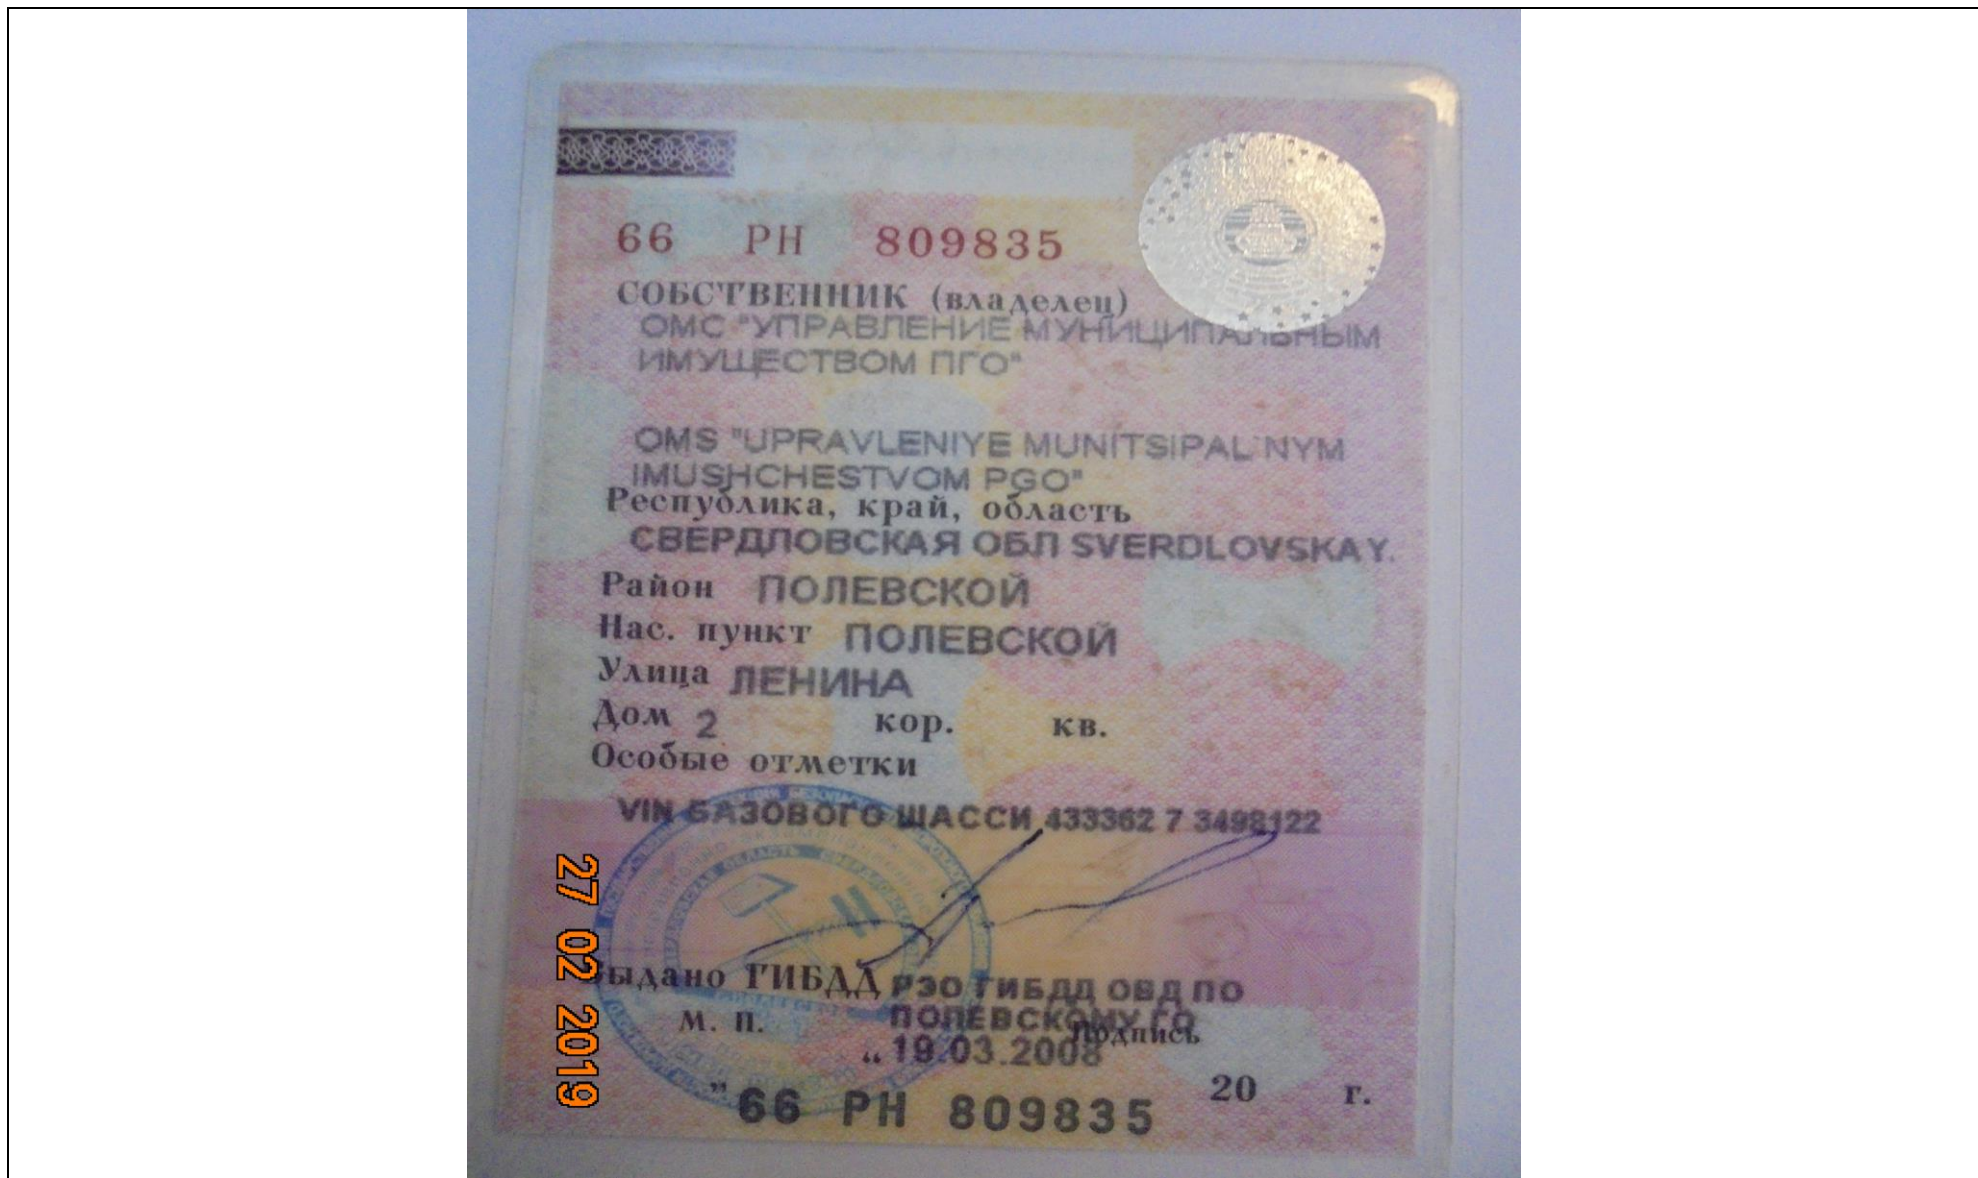 66 РН 809835
СОБСТВЕННИК (владелец)
ОМС "УПРАВЛЕНИЕ МУНИЦИПАЛЬНЫМ
ИМУЩЕСТВОМ ПГО"
OMS "UPRAVLENIYE MUNITSIPAL'NYM
IMUSHCHESTVOM PGO"
Республика, край, область
СВЕРДЛОВСКАЯ ОБЛ SVERDLOVSKAY.
Район ПОЛЕВСКОЙ
Нас. пункт ПОЛЕВСКОЙ
Улица ЛЕНИНА
Дом 2 кор. кв.
Особые отметки
VIN БАЗОВОГО ШАССИ 433362 7 3498122
Выдано ГИБДД РЭО ГИБДД ОВД ПО
ПОЛЕВСКОМУ ГО
М. П. Подпись
„ 19.03.2008
” 20 г.
66 РН 809835
27 02 2019